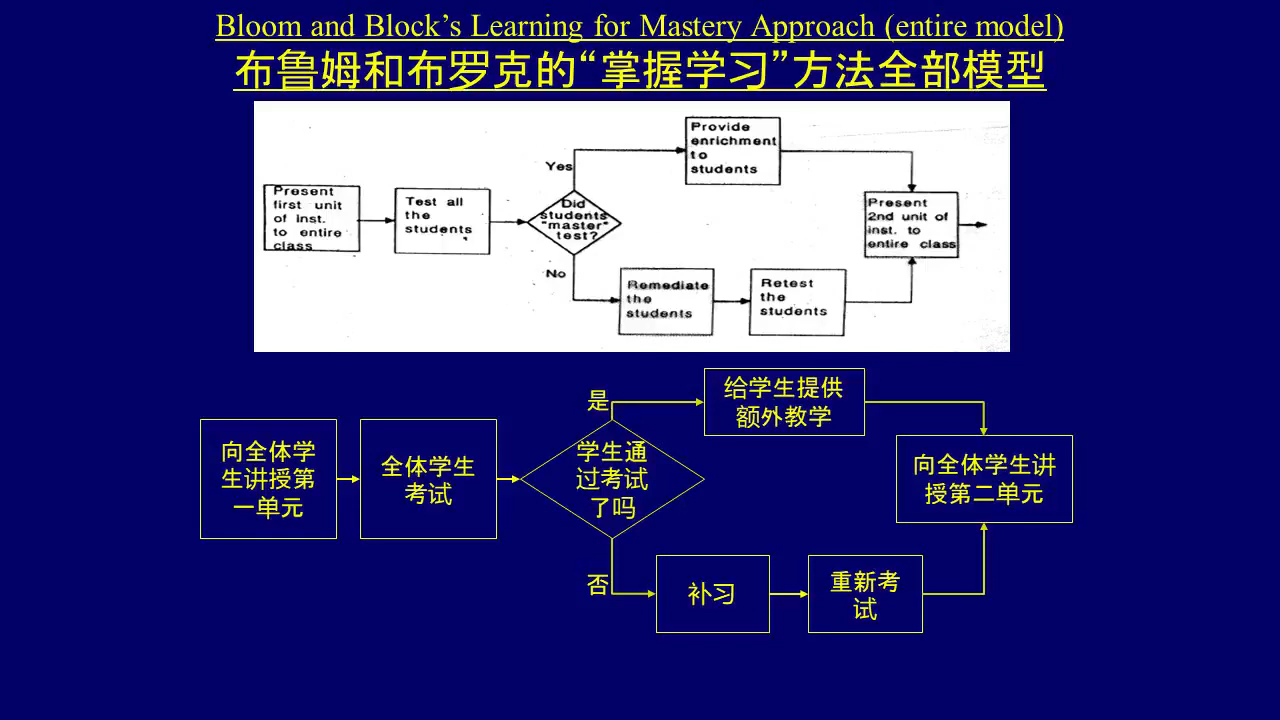 Bloom and Block’s Learning for Mastery Approach (entire model)
布鲁姆和布罗克的“掌握学习”方法全部模型
Present
first unit
of inst.
to entire
class
Test all
the
students
Did
students
"master"
test?
Yes
No
Provide
enrichment
to
students
Remediate
the
students
Retest
the
students
Present
2nd unit of
inst. to
entire class
向全体学
生讲授第
一单元
全体学生
考试
学生通
过考试
了吗
是
否
给学生提供
额外教学
补习
重新考
试
向全体学生讲
授第二单元